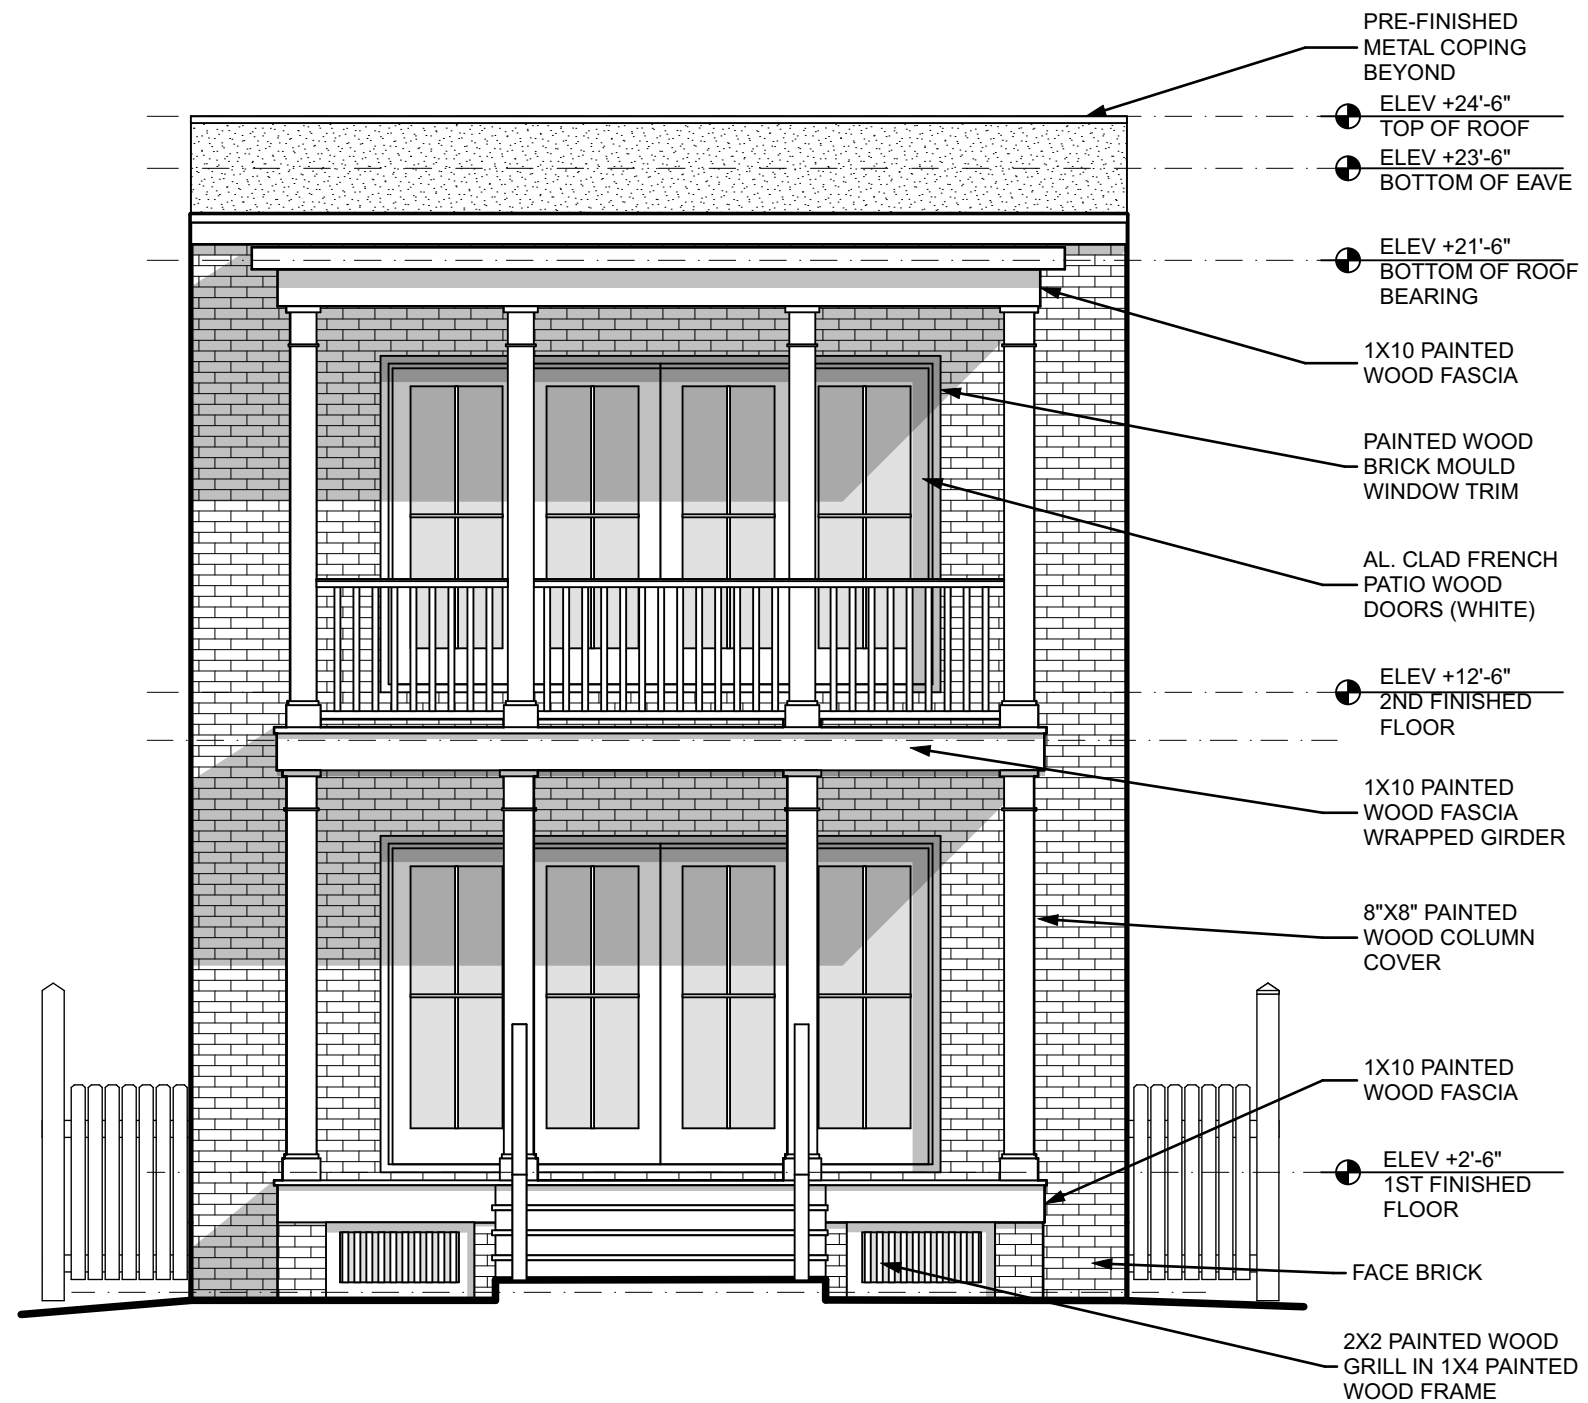 PRE-FINISHED
METAL COPING
BEYOND
ELEV +24'-6"
TOP OF ROOF
ELEV +23'-6"
BOTTOM OF EAVE
ELEV +21'-6"
BOTTOM OF ROOF
BEARING
1X10 PAINTED
WOOD FASCIA
PAINTED WOOD
BRICK MOULD
WINDOW TRIM
AL. CLAD FRENCH
PATIO WOOD
DOORS (WHITE)
ELEV +12'-6"
2ND FINISHED
FLOOR
1X10 PAINTED
WOOD FASCIA
WRAPPED GIRDER
8"X8" PAINTED
WOOD COLUMN
COVER
1X10 PAINTED
WOOD FASCIA
ELEV +2'-6"
1ST FINISHED
FLOOR
FACE BRICK
2X2 PAINTED WOOD
GRILL IN 1X4 PAINTED
WOOD FRAME